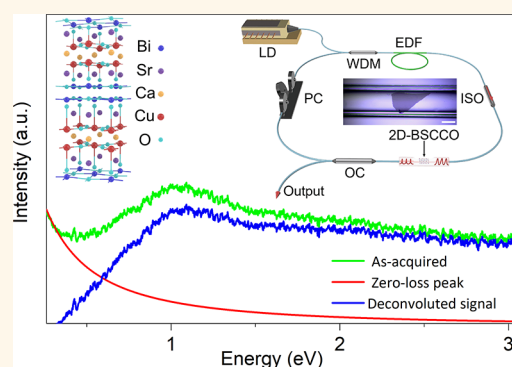 Bi
Sr
Ca
Cu
O
LD
WDM
EDF
PC
ISO
2D-BSCCO
OC
Output
Intensity (a.u.)
As-acquired
Zero-loss peak
Deconvoluted signal
1
2
3
Energy (eV)